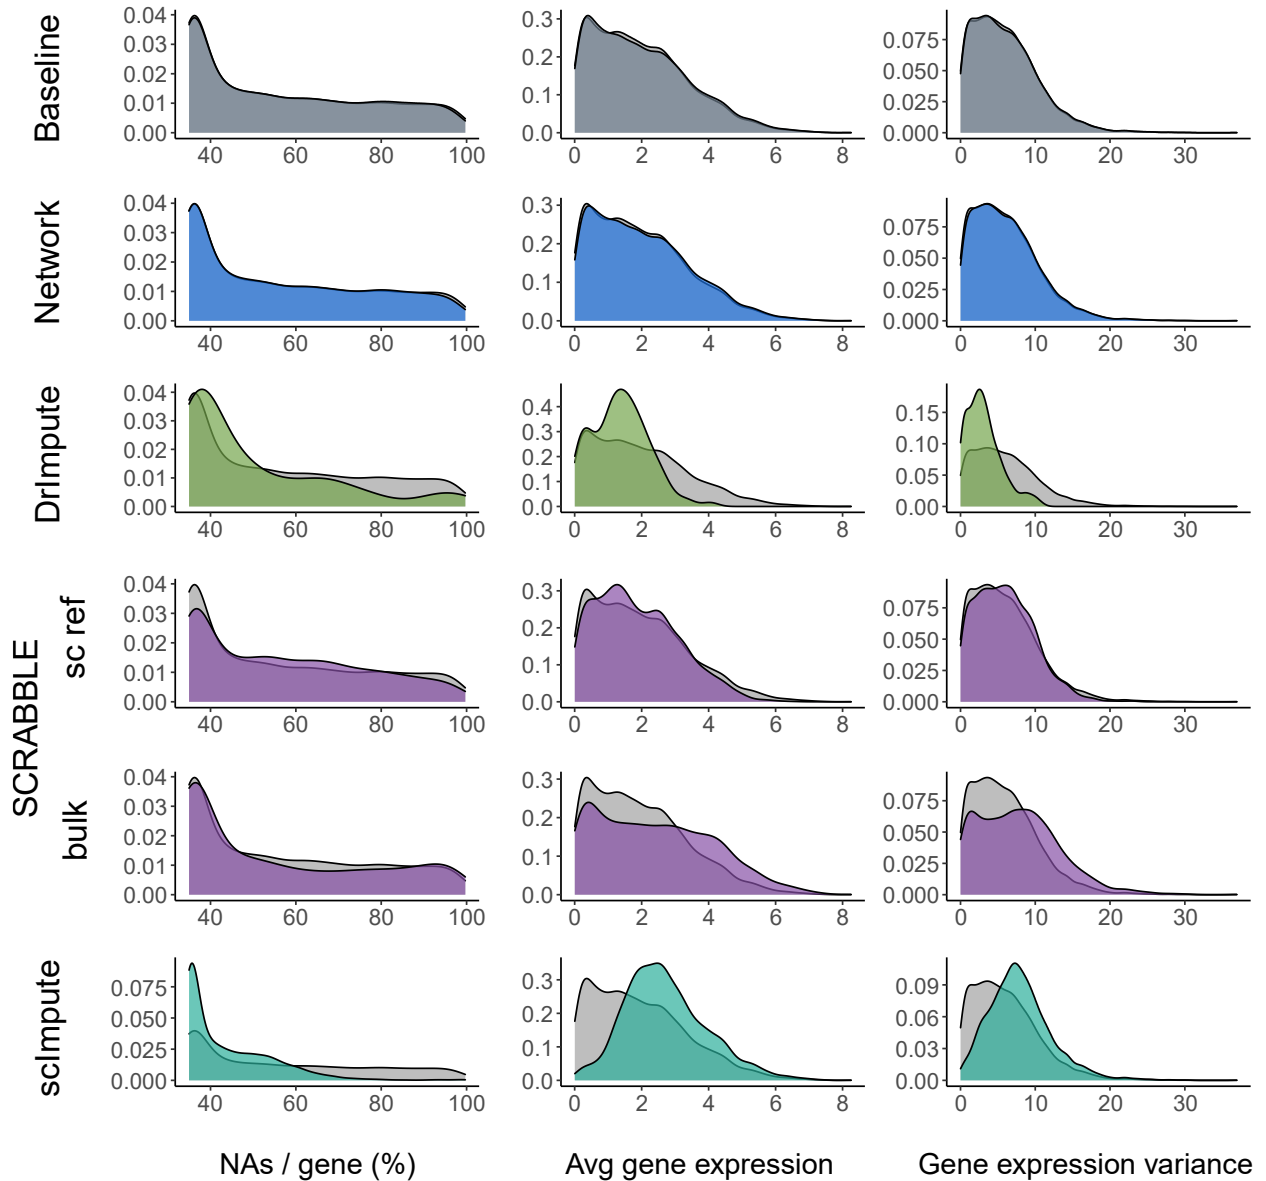 Baseline
0.04
0.03
0.02
0.01
0.00
40 60 80 100
0.3
0.2
0.1
0.0
0 2 4 6 8
0.075
0.050
0.025
0.000
0 10 20 30
Network
0.04
0.03
0.02
0.01
0.00
40 60 80 100
0.3
0.2
0.1
0.0
0 2 4 6 8
0.075
0.050
0.025
0.000
0 10 20 30
DrImpute
0.04
0.03
0.02
0.01
0.00
40 60 80 100
0.4
0.3
0.2
0.1
0.0
0 2 4 6 8
0.15
0.10
0.05
0.00
0 10 20 30
SCRABBLE
sc ref
0.04
0.03
0.02
0.01
0.00
40 60 80 100
0.3
0.2
0.1
0.0
0 2 4 6 8
0.075
0.050
0.025
0.000
0 10 20 30
bulk
0.04
0.03
0.02
0.01
0.00
40 60 80 100
0.3
0.2
0.1
0.0
0 2 4 6 8
0.075
0.050
0.025
0.000
0 10 20 30
scImpute
0.075
0.050
0.025
0.000
40 60 80 100
0.3
0.2
0.1
0.0
0 2 4 6 8
0.09
0.06
0.03
0.00
0 10 20 30
NAs / gene (%)
Avg gene expression
Gene expression variance